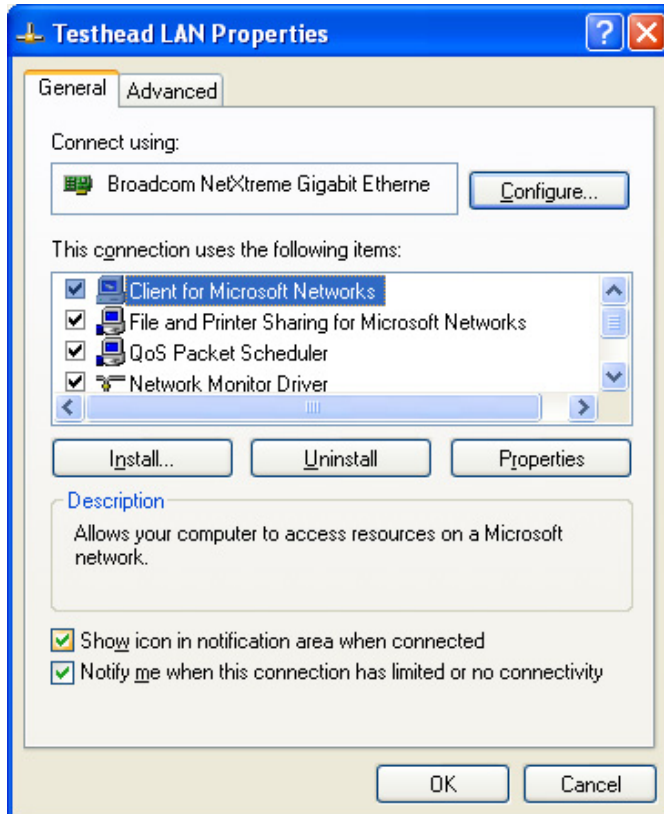 Testhead LAN Properties
General
Advanced
Connect using:
Broadcom NetXtreme Gigabit Etherne
Configure...
This connection uses the following items:
Client for Microsoft Networks
File and Printer Sharing for Microsoft Networks
QoS Packet Scheduler
Network Monitor Driver
Install...
Uninstall
Properties
Description
Allows your computer to access resources on a Microsoft
network.
Show icon in notification area when connected
Notify me when this connection has limited or no connectivity
OK
Cancel